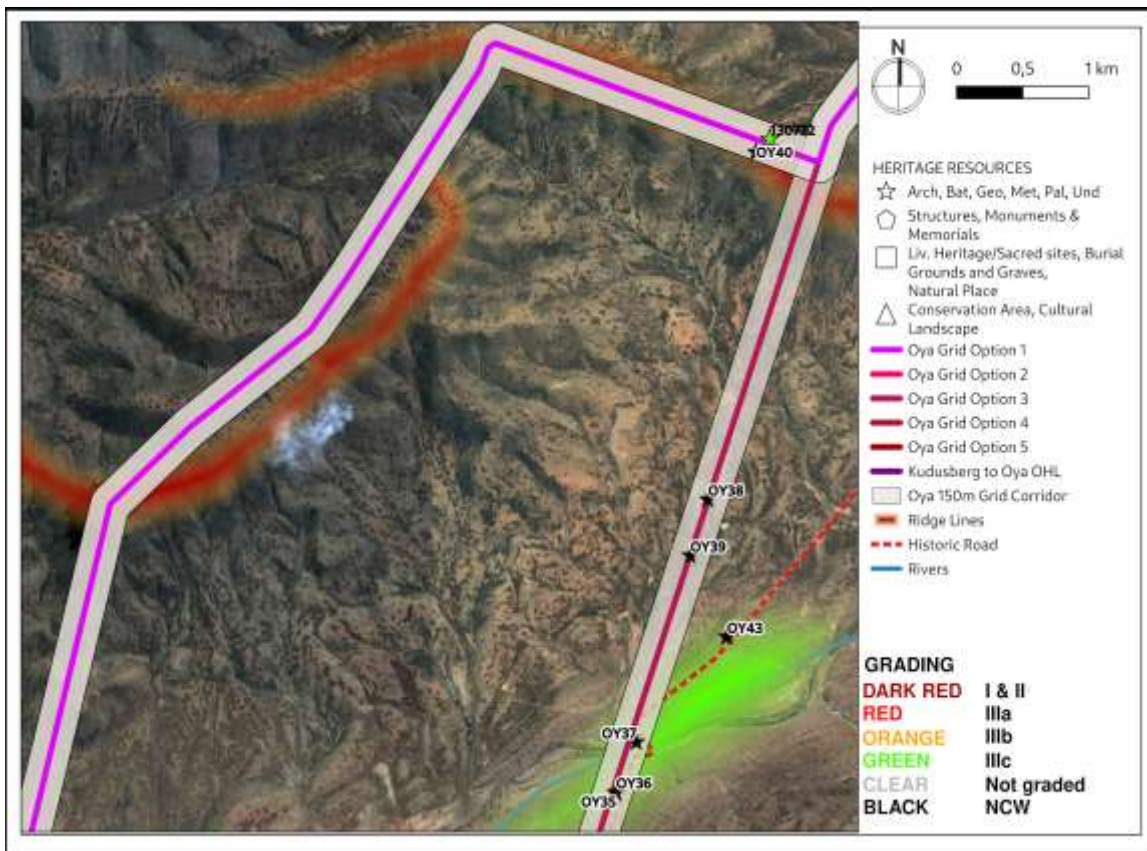 N
0 0,5 1 km
HERITAGE RESOURCES
Arch, Bat, Geo, Met, Pal, Und
Structures, Monuments &
Memorials
Liv. Heritage/Sacred sites, Burial
Grounds and Graves,
Natural Place
Conservation Area, Cultural
Landscape
Oya Grid Option 1
Oya Grid Option 2
Oya Grid Option 3
Oya Grid Option 4
Oya Grid Option 5
Kudusberg to Oya OHL
Oya 150m Grid Corridor
Ridge Lines
Historic Road
Rivers
GRADING
DARK RED I & II
RED IIIa
ORANGE IIIb
GREEN IIIc
CLEAR Not graded
BLACK NCW
OY40
OY38
OY39
OY43
OY37
OY36
OY35